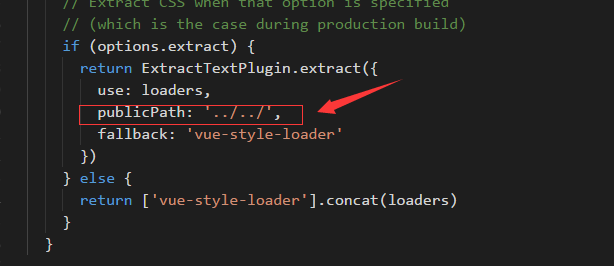 // Extract CSS when that option is specified
// (which is the case during production build)
if (options.extract) {
return ExtractTextPlugin.extract({
use: loaders,
publicPath: '../../',
fallback: 'vue-style-loader'
})
} else {
return ['vue-style-loader'].concat(loaders)
}
}